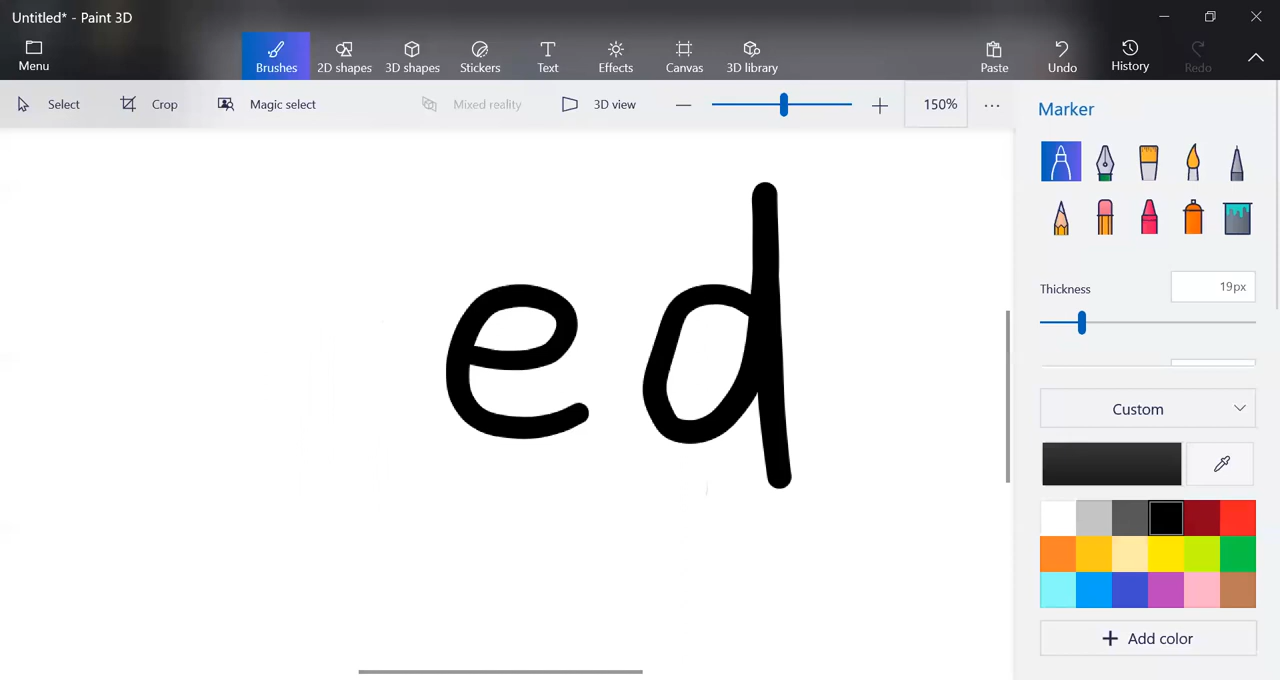 Untitled* - Paint 3D
Menu Brushes 2D shapes 3D shapes Stickers Text Effects Canvas 3D library Paste Undo History Redo
Select Crop Magic select Mixed reality 3D view 150% ...
Marker
Thickness 19px
Custom
Add color
ed